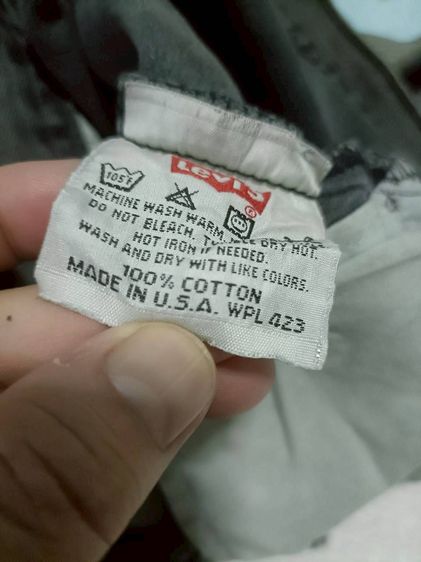 Levi's ®
105°
MACHINE WASH WARM.
DO NOT BLEACH. TUMBLE DRY HOT.
HOT IRON IF NEEDED.
WASH AND DRY WITH LIKE COLORS.
100% COTTON
MADE IN U.S.A. WPL 423